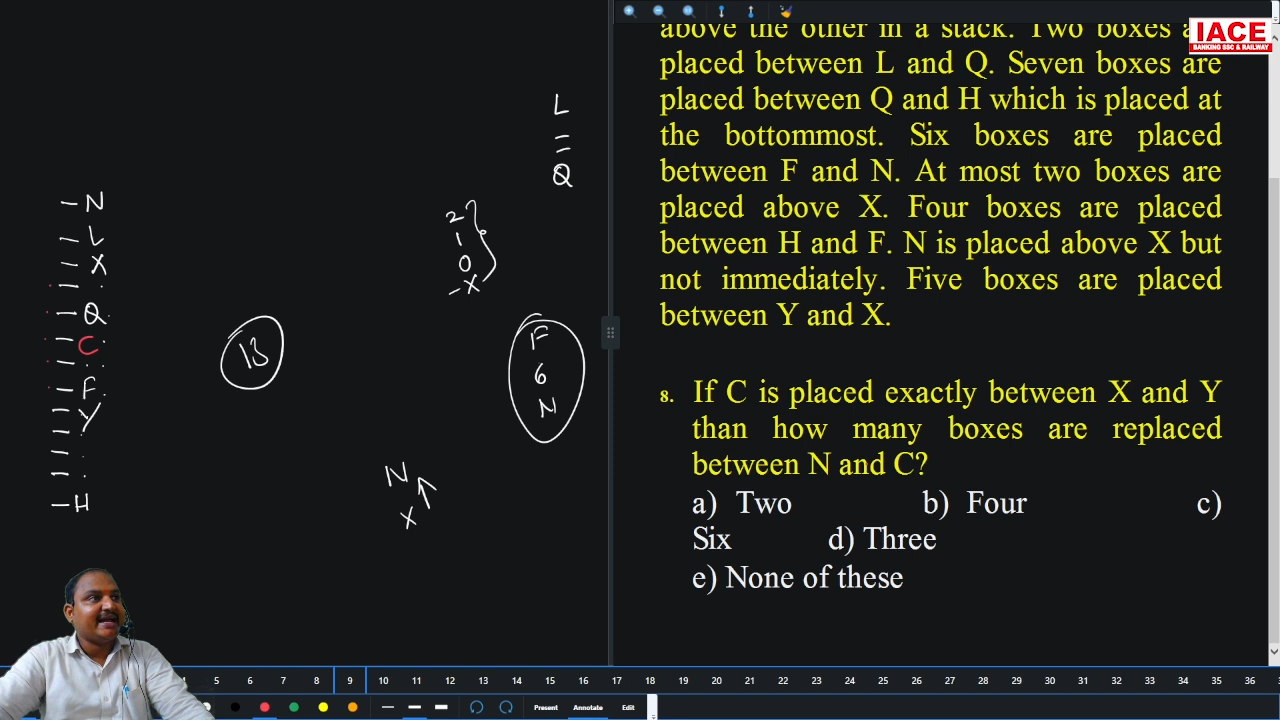 above the other in a stack. Two boxes
placed between L and Q. Seven boxes are
placed between Q and H which is placed at
the bottommost. Six boxes are placed
between F and N. At most two boxes are
placed above X. Four boxes are placed
between H and F. N is placed above X but
not immediately. Five boxes are placed
between Y and X.
8. If C is placed exactly between X and Y
than how many boxes are replaced
between N and C?
a) Two b) Four c)
Six d) Three
e) None of these
IACE
BANKING SSC & RAILWAY
L
Q
N
L
X
Q
C
F
Y
H
13
2
1
0
X
F
6
N
N
X
4 5 6 7 8 9 10 11 12 13 14 15 16 17 18 19 20 21 22 23 24 25 26 27 28 29 30 31 32 33 34 35 36
Present Annotate Edit